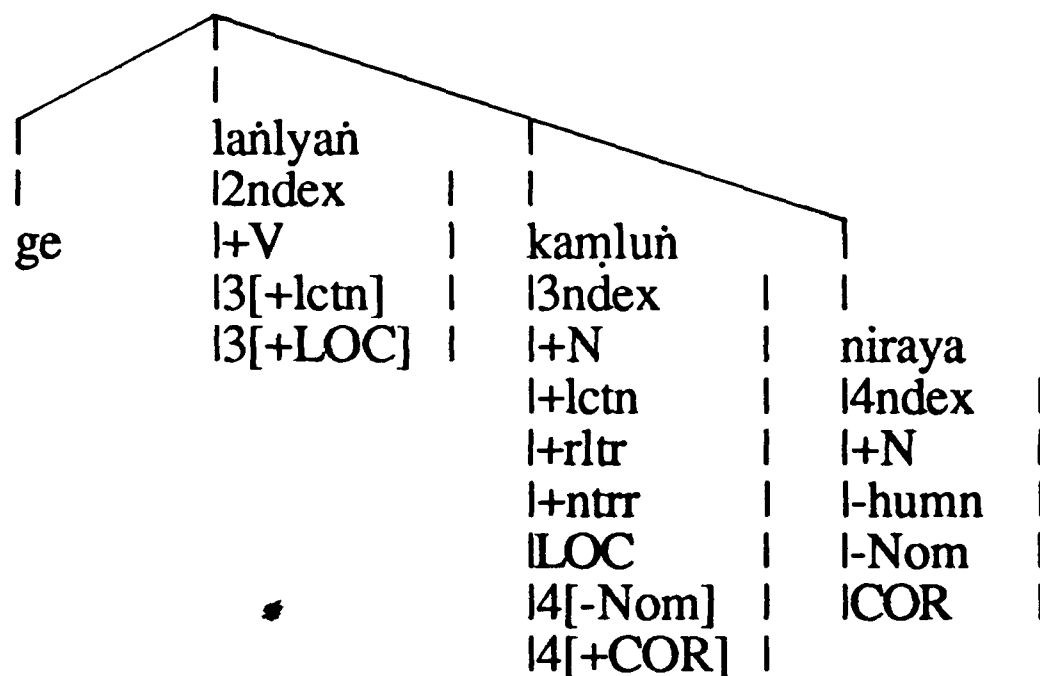 ge
laṅlyaṅ
|2ndex |
|+V |
|3[+lctn] |
|3[+LOC] |
kaṃluṅ
|3ndex |
|+N |
|+lctn |
|+rltr |
|+ntrr |
|LOC |
|4[-Nom] |
|4[+COR] |
niraya
|4ndex |
|+N |
|-humn |
|-Nom |
|COR |